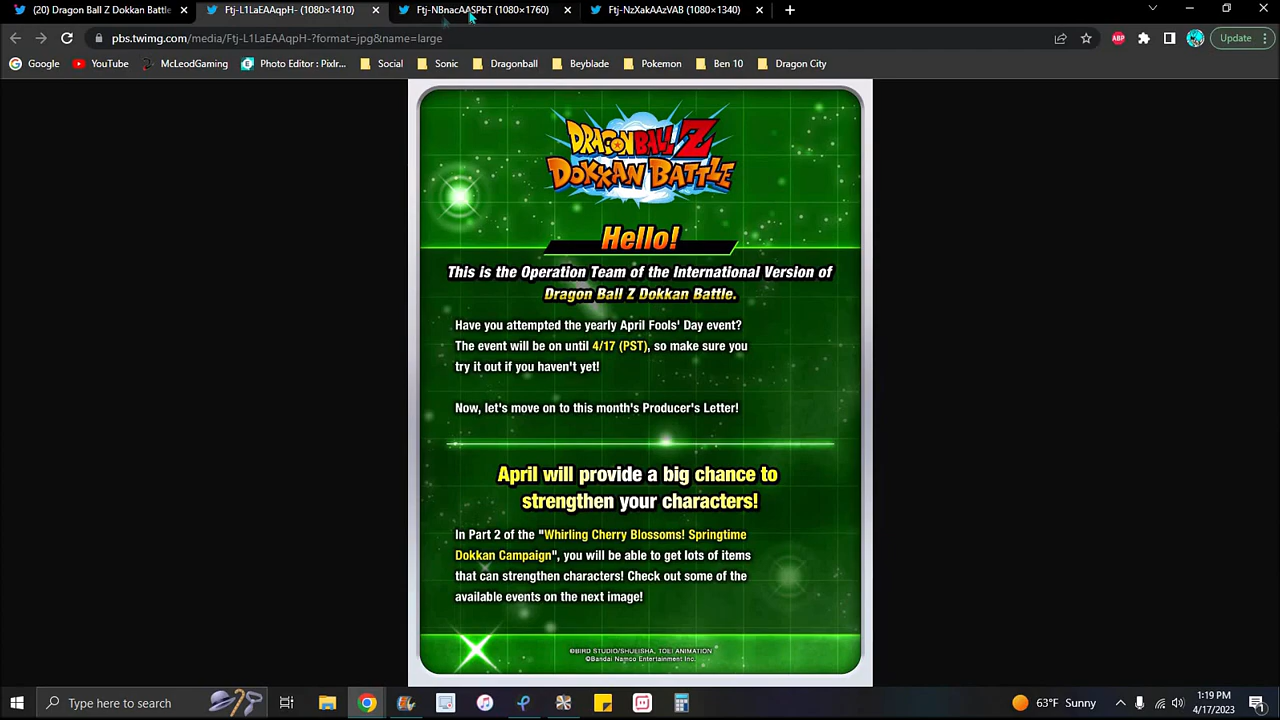 (20) Dragon Ball Z Dokkan Battle
Ftj-L1LaEAAqpH- (1080×1410)
Ftj-NBnacAASPbT (1080×1760)
Ftj-NzXakAAzVAB (1080×1340)
pbs.twimg.com/media/Ftj-L1LaEAAqpH-?format=jpg&name=large
ABP
Update
Google
YouTube
McLeodGaming
Photo Editor : Pixlr...
Social
Sonic
Dragonball
Beyblade
Pokemon
Ben 10
Dragon City
DRAGON BALL Z
DOKKAN BATTLE
Hello!
This is the Operation Team of the International Version of
Dragon Ball Z Dokkan Battle.
Have you attempted the yearly April Fools' Day event?
The event will be on until 4/17 (PST), so make sure you
try it out if you haven't yet!
Now, let's move on to this month's Producer's Letter!
April will provide a big chance to
strengthen your characters!
In Part 2 of the "Whirling Cherry Blossoms! Springtime
Dokkan Campaign", you will be able to get lots of items
that can strengthen characters! Check out some of the
available events on the next image!
©BIRD STUDIO/SHUEISHA, TOEI ANIMATION
©Bandai Namco Entertainment Inc.
Type here to search
63°F Sunny
1:19 PM
4/17/2023